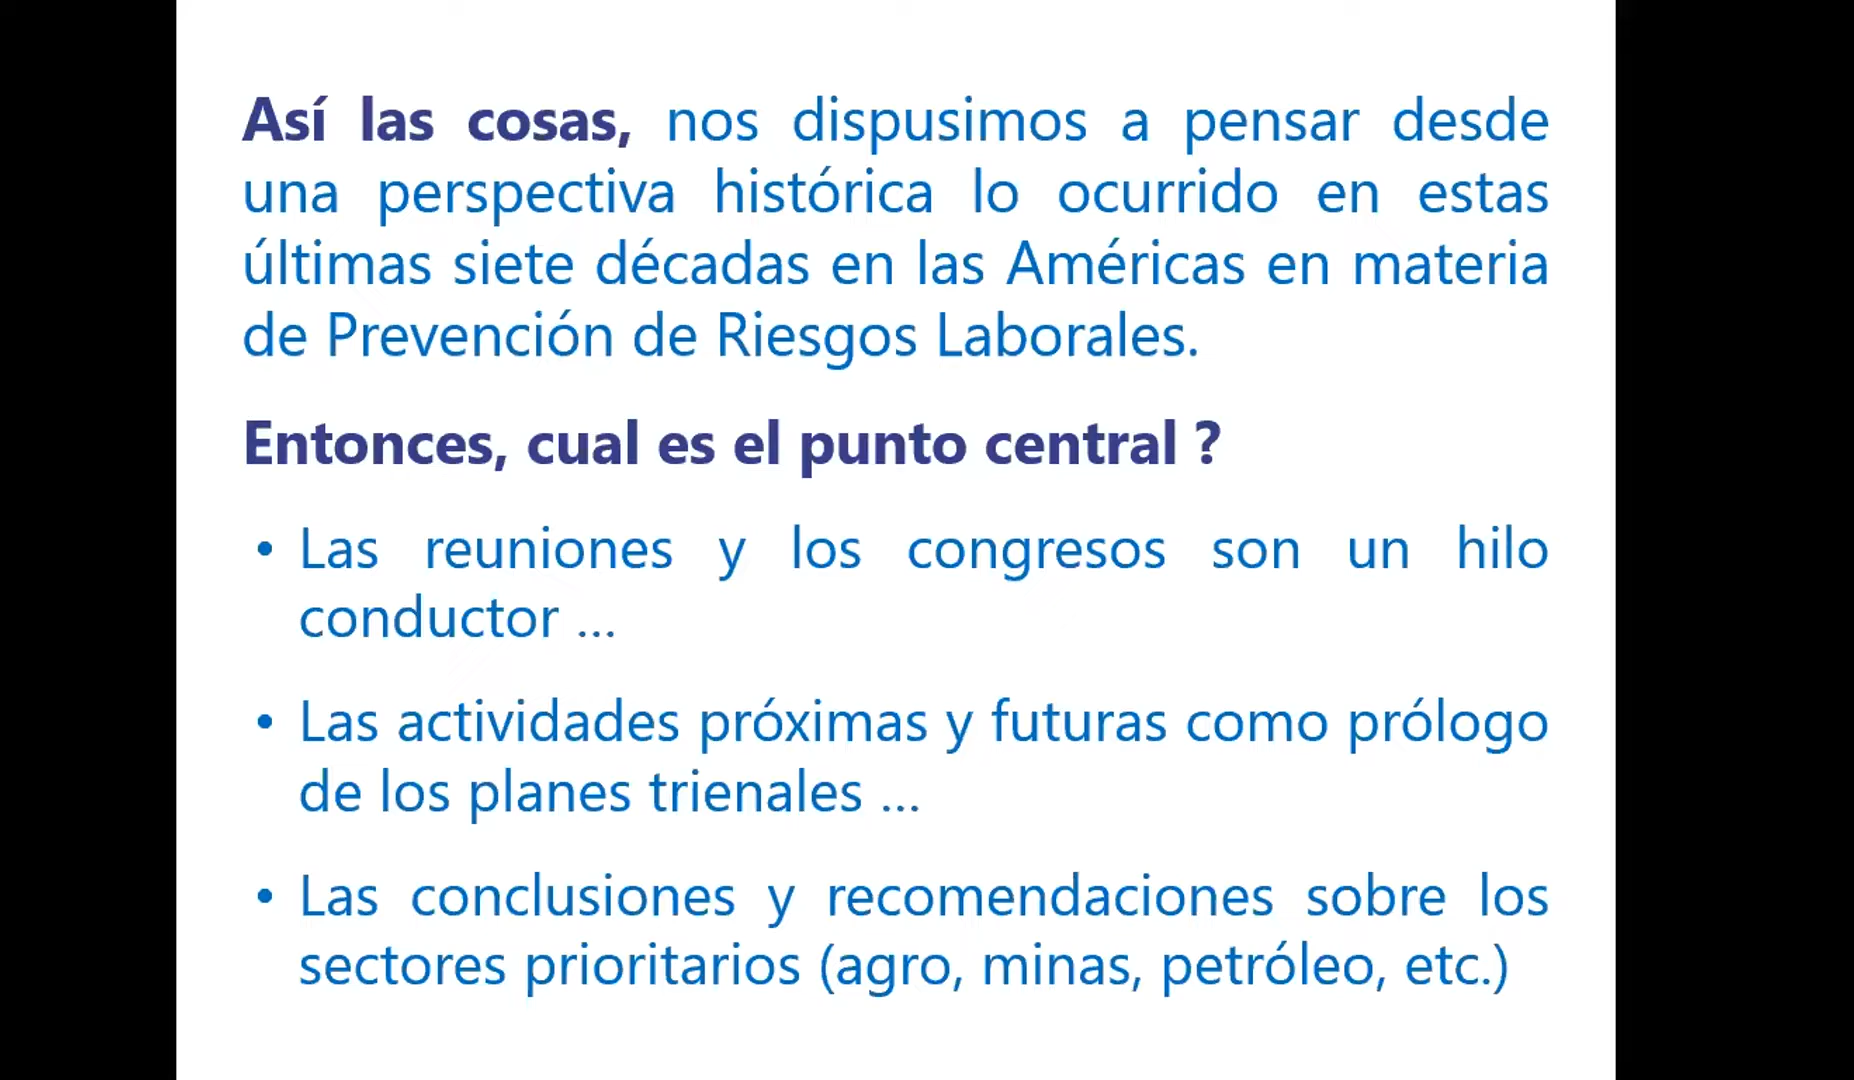 Así las cosas, nos dispusimos a pensar desde
una perspectiva histórica lo ocurrido en estas
últimas siete décadas en las Américas en materia
de Prevención de Riesgos Laborales.
Entonces, cual es el punto central ?
• Las reuniones y los congresos son un hilo
conductor ...
• Las actividades próximas y futuras como prólogo
de los planes trienales ...
• Las conclusiones y recomendaciones sobre los
sectores prioritarios (agro, minas, petróleo, etc.)